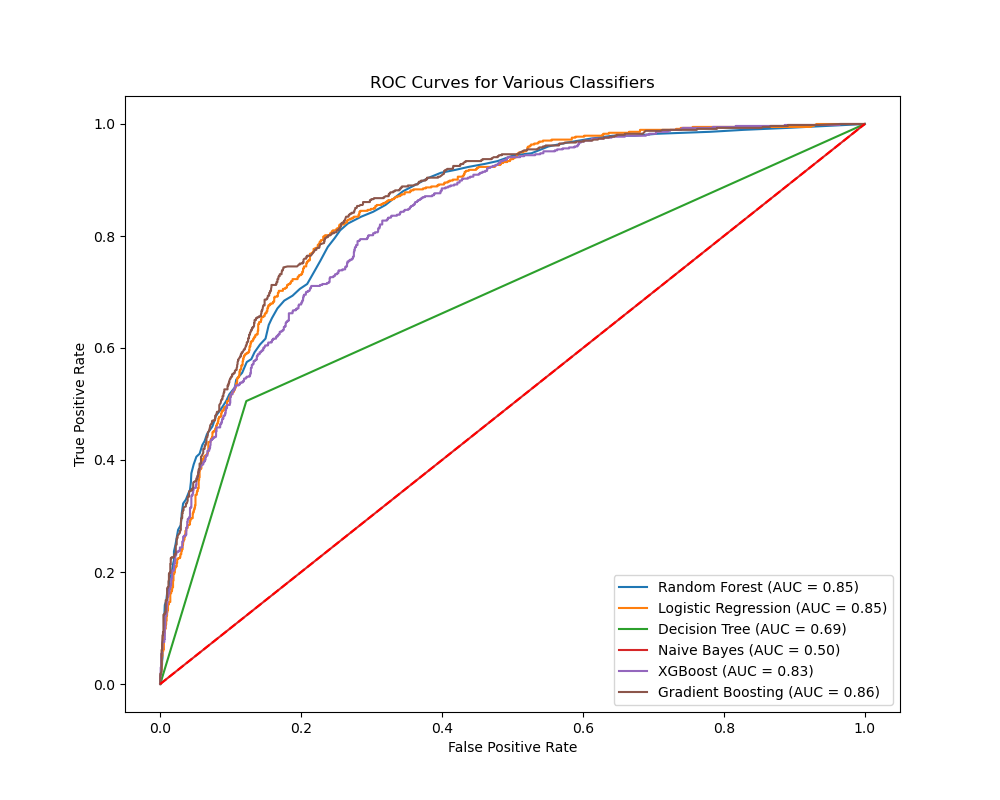 ROC Curves for Various Classifiers
1.0
0.8
0.6
0.4
0.2
0.0
True Positive Rate
Random Forest (AUC = 0.85)
Logistic Regression (AUC = 0.85)
Decision Tree (AUC = 0.69)
Naive Bayes (AUC = 0.50)
XGBoost (AUC = 0.83)
Gradient Boosting (AUC = 0.86)
0.0 0.2 0.4 0.6 0.8 1.0
False Positive Rate